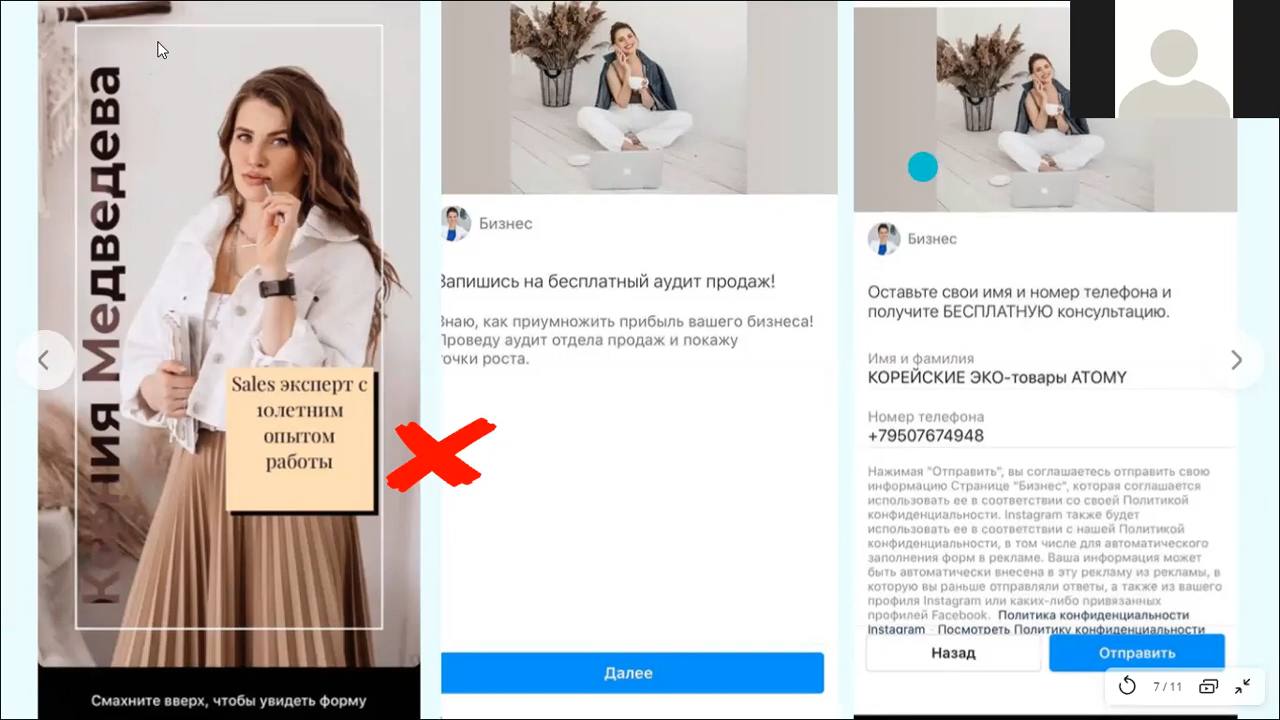 Ксения Медведева
Sales эксперт с
10летним
опытом
работы
Смахните вверх, чтобы увидеть форму
Бизнес
Запишись на бесплатный аудит продаж!
Знаю, как приумножить прибыль вашего бизнеса!
Проведу аудит отдела продаж и покажу
точки роста.
Далее
Бизнес
Оставьте свои имя и номер телефона и
получите БЕСПЛАТНУЮ консультацию.
Имя и фамилия
КОРЕЙСКИЕ ЭКО-товары ATOMY
Номер телефона
+79507674948
Нажимая "Отправить", вы соглашаетесь отправить свою
информацию Странице "Бизнес", которая соглашается
использовать ее в соответствии со своей Политикой
конфиденциальности. Instagram также будет
использовать ее в соответствии с нашей Политикой
конфиденциальности, в том числе для автоматического
заполнения форм в рекламе. Ваша информация может
быть автоматически внесена в эту рекламу из рекламы, в
которую вы раньше отправляли ответы, а также из вашего
профиля Instagram или каких-либо привязанных
профилей Facebook. Политика конфиденциальности
Instagram · Посмотреть Политику конфиденциальности
Назад
Отправить
7 / 11